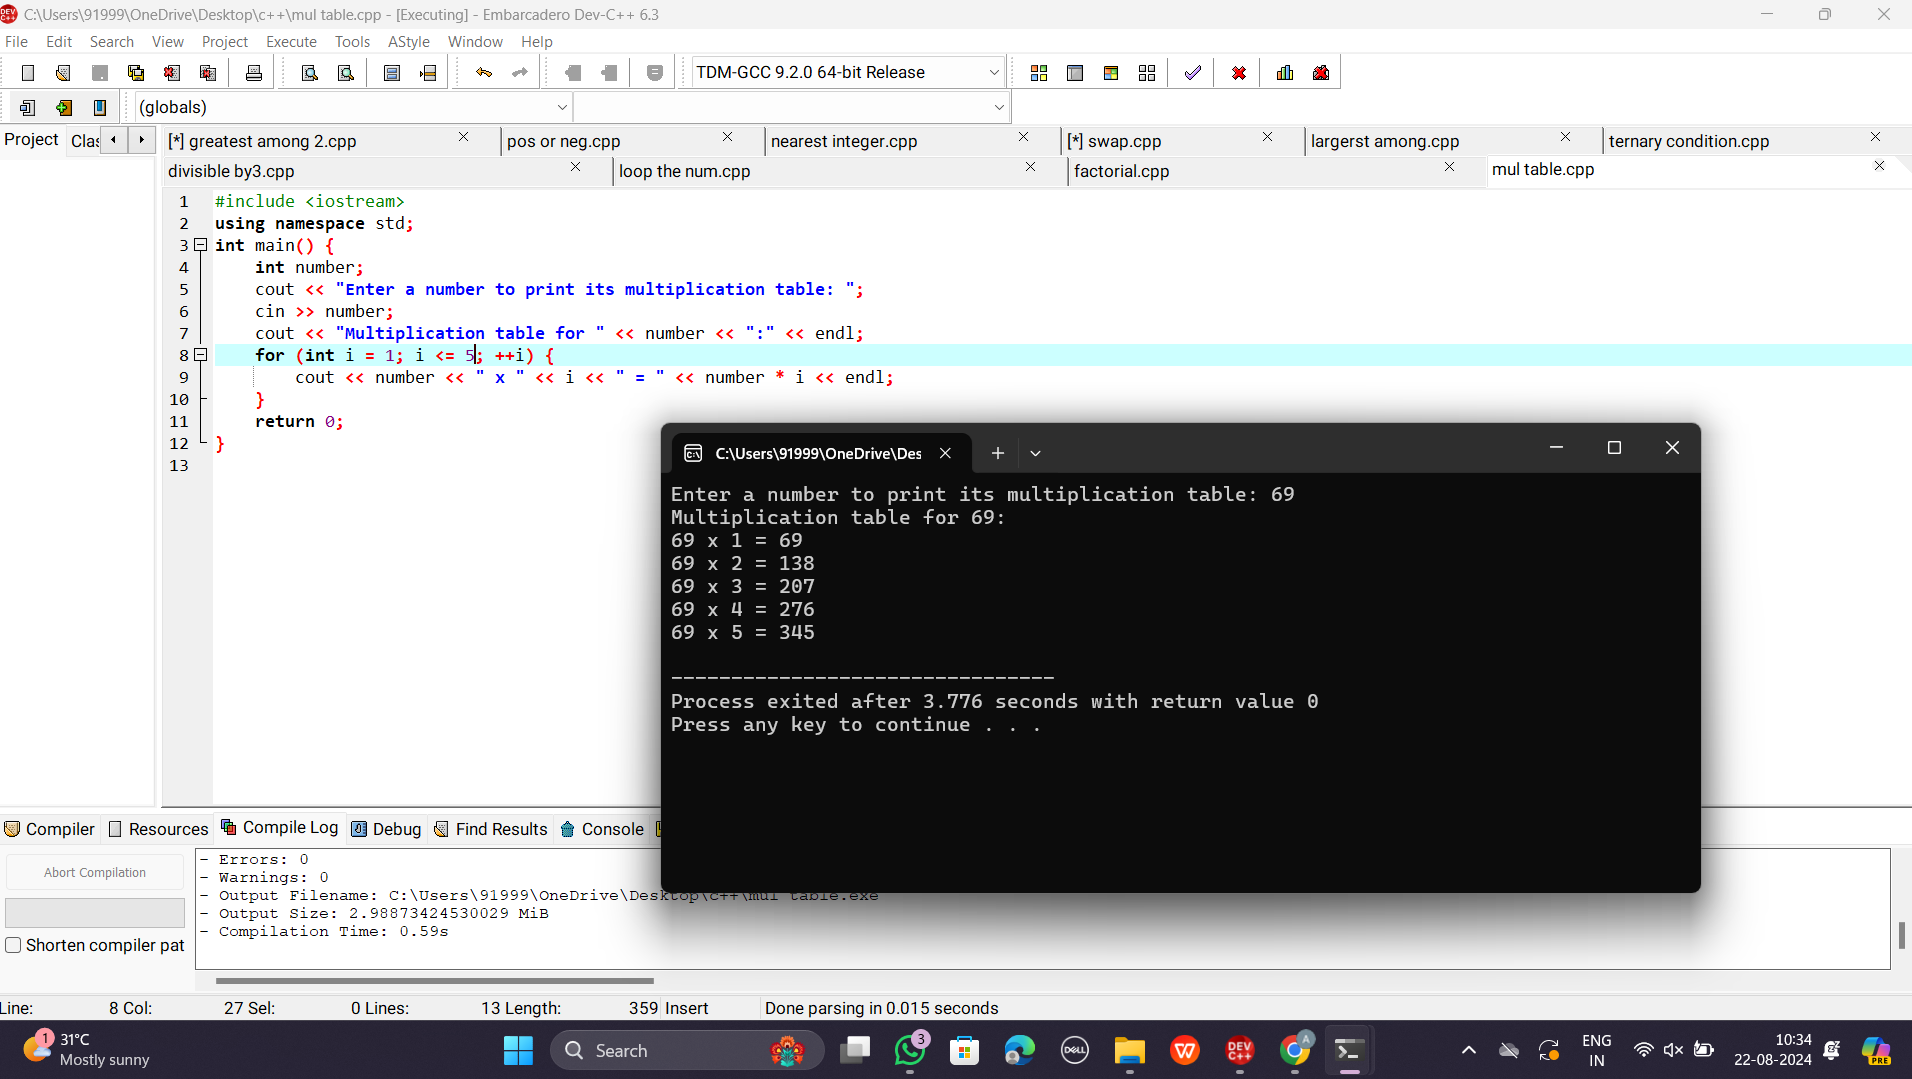 C:\Users\91999\OneDrive\Desktop\c++\mul table.cpp - [Executing] - Embarcadero Dev-C++ 6.3
File Edit Search View Project Execute Tools AStyle Window Help
TDM-GCC 9.2.0 64-bit Release
(globals)
Project Clas
[*] greatest among 2.cpp pos or neg.cpp nearest integer.cpp [*] swap.cpp largerst among.cpp ternary condition.cpp
divisible by3.cpp loop the num.cpp factorial.cpp mul table.cpp
1 #include <iostream>
2 using namespace std;
3 int main() {
4 int number;
5 cout << "Enter a number to print its multiplication table: ";
6 cin >> number;
7 cout << "Multiplication table for " << number << ":" << endl;
8 for (int i = 1; i <= 5; ++i) {
9 cout << number << " x " << i << " = " << number * i << endl;
10 }
11 return 0;
12 }
13
C:\Users\91999\OneDrive\Des
Enter a number to print its multiplication table: 69
Multiplication table for 69:
69 x 1 = 69
69 x 2 = 138
69 x 3 = 207
69 x 4 = 276
69 x 5 = 345
--------------------------------
Process exited after 3.776 seconds with return value 0
Press any key to continue . . .
Compiler Resources Compile Log Debug Find Results Console
Abort Compilation
Shorten compiler pat
- Errors: 0
- Warnings: 0
- Output Filename: C:\Users\91999\OneDrive\Desktop\c++\mul table.exe
- Output Size: 2.98873424530029 MiB
- Compilation Time: 0.59s
Line: 8 Col: 27 Sel: 0 Lines: 13 Length: 359 Insert Done parsing in 0.015 seconds
1
31°C
Mostly sunny
Search
3
DELL
DEV C++
A
ENG
IN
10:34
22-08-2024
PRE